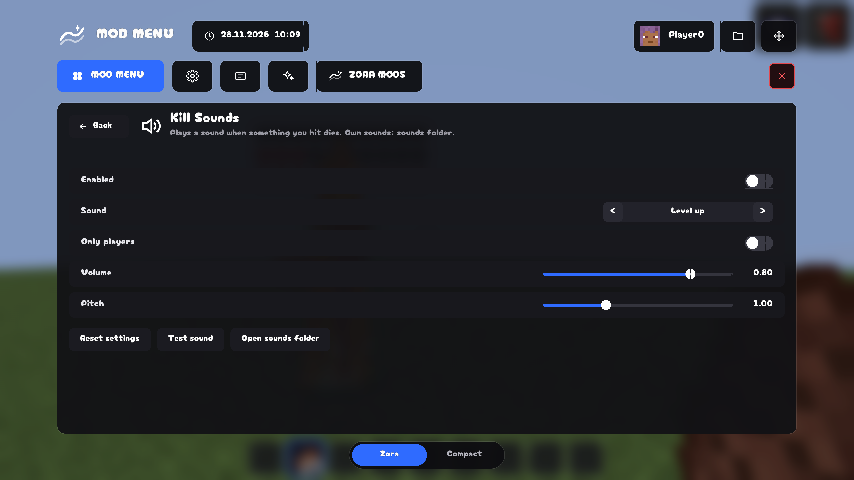 MOD MENU
28.11.2026 10:09
Player0
MOD MENU
ZORA MODS
Back
Kill Sounds
Plays a sound when something you hit dies. Own sounds: sounds folder.
Enabled
Sound
< Level up >
Only players
Volume
0.80
Pitch
1.00
Reset settings
Test sound
Open sounds folder
Zora
Compact